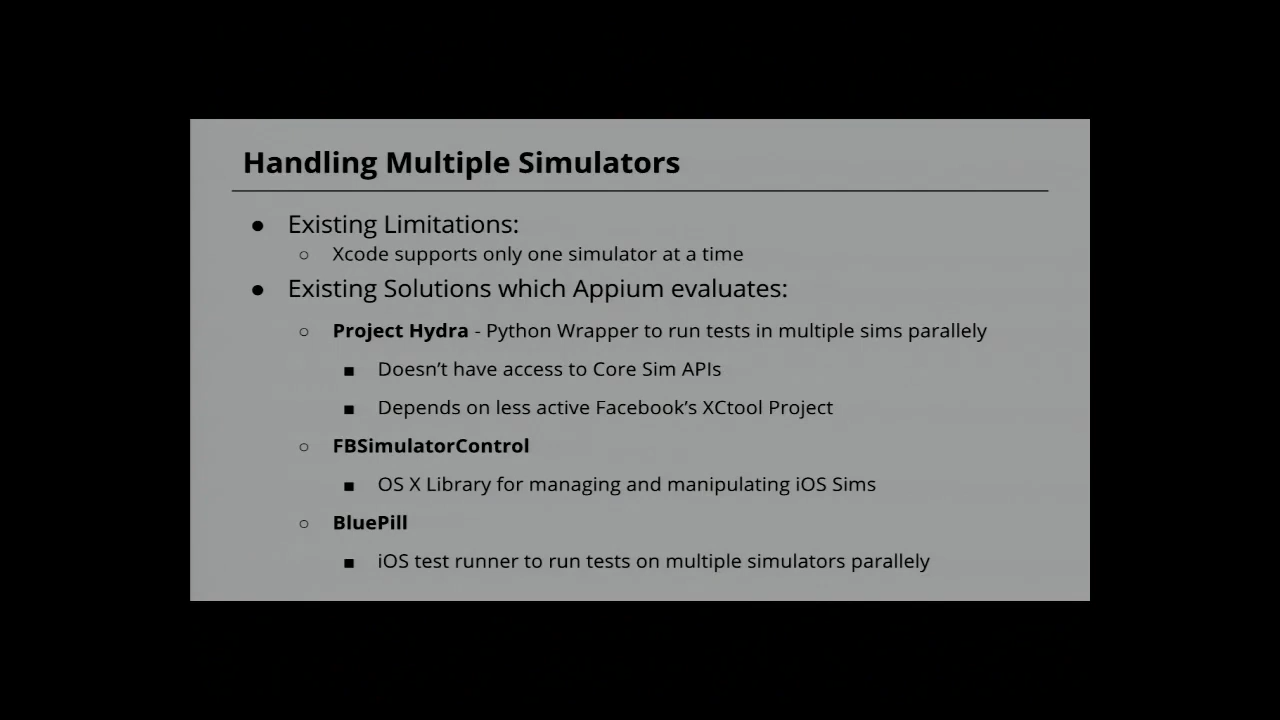 Handling Multiple Simulators
● Existing Limitations:
○ Xcode supports only one simulator at a time
● Existing Solutions which Appium evaluates:
○ Project Hydra - Python Wrapper to run tests in multiple sims parallely
■ Doesn’t have access to Core Sim APIs
■ Depends on less active Facebook’s XCtool Project
○ FBSimulatorControl
■ OS X Library for managing and manipulating iOS Sims
○ BluePill
■ iOS test runner to run tests on multiple simulators parallely